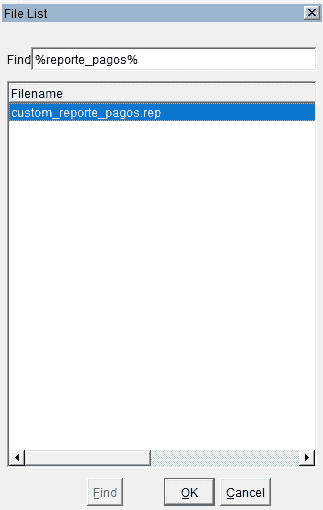 File List
Find %reporte_pagos%
Filename
custom_reporte_pagos.rep
Find OK Cancel